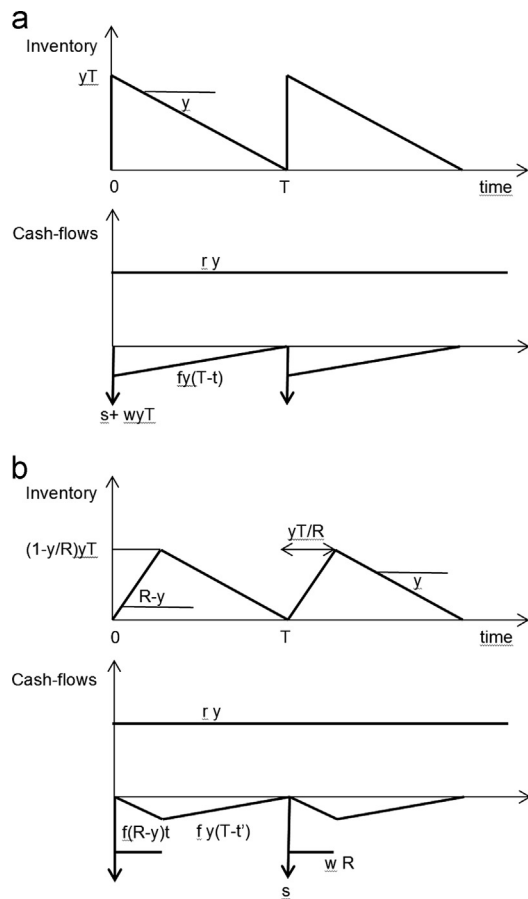 a
Inventory
yT
y
0
T
time
Cash-flows
r y
fy(T-t)
s+ wyT
b
Inventory
yT/R
(1-y/R)yT
y
R-y
0
T
time
Cash-flows
r y
f(R-y)t
f y(T-t')
w R
s